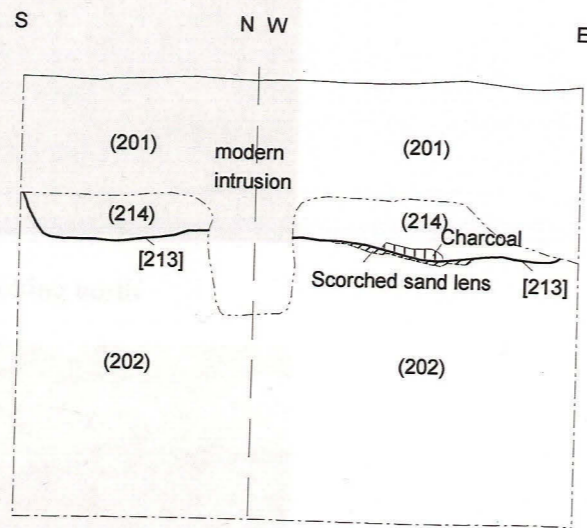 S
N W
E
(201)
modern
intrusion
(201)
(214)
(214)
Charcoal
[213]
Scorched sand lens
[213]
(202)
(202)